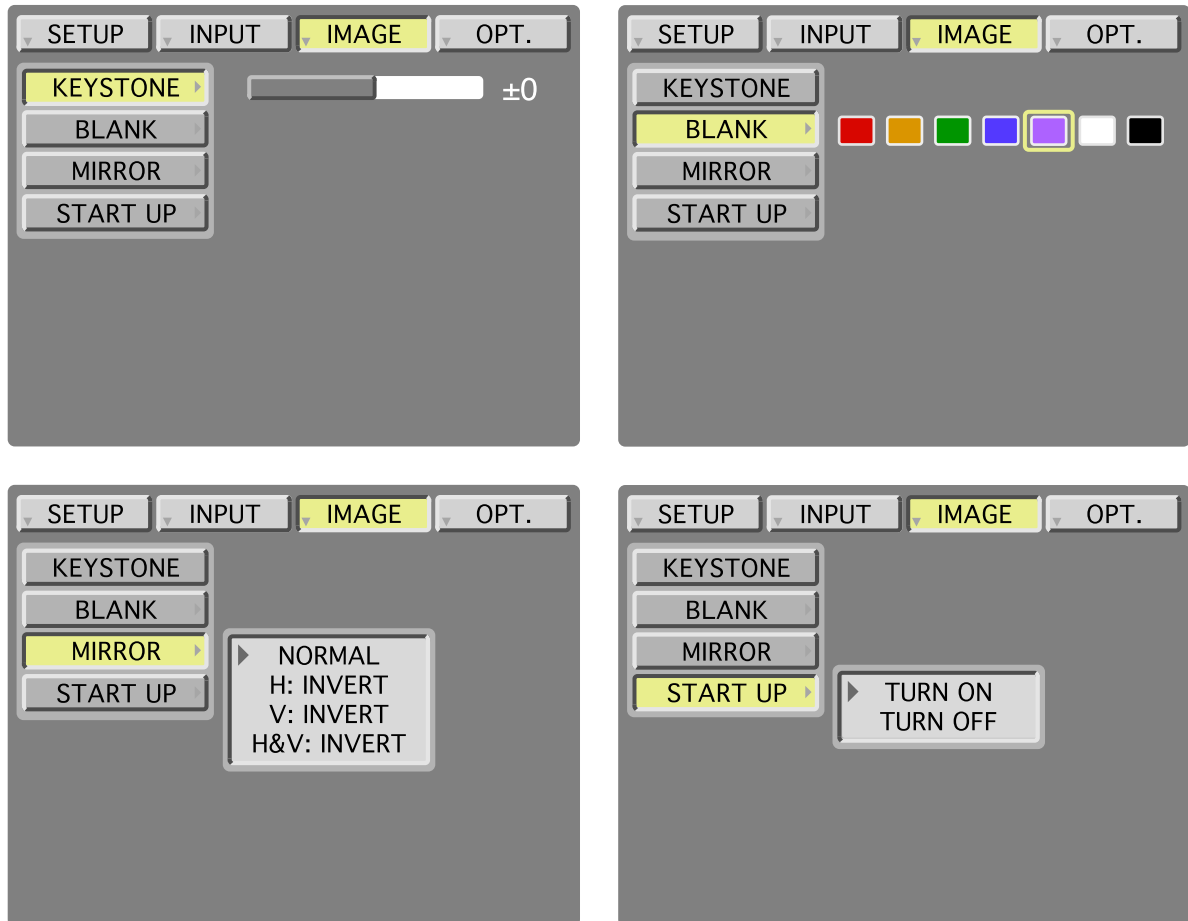 SETUP INPUT IMAGE OPT.
KEYSTONE ±0
BLANK
MIRROR
START UP
SETUP INPUT IMAGE OPT.
KEYSTONE
BLANK
MIRROR
START UP
SETUP INPUT IMAGE OPT.
KEYSTONE
BLANK
MIRROR
START UP
NORMAL
H: INVERT
V: INVERT
H&V: INVERT
SETUP INPUT IMAGE OPT.
KEYSTONE
BLANK
MIRROR
START UP
TURN ON
TURN OFF